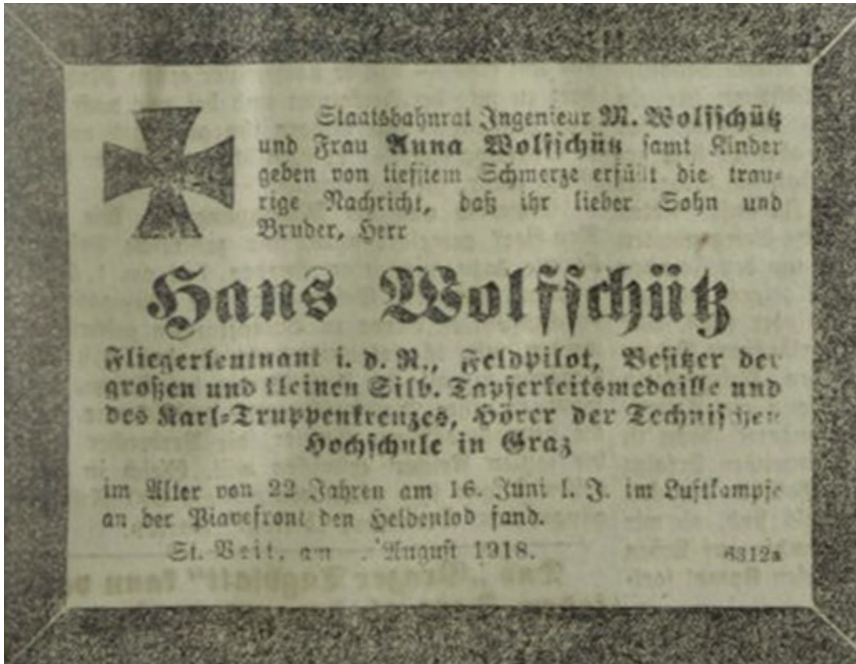 Staatsbahnrat Ingenieur M. Wolfschütz
und Frau Anna Wolfschütz samt Kinder
geben von tiefstem Schmerze erfüllt die trau-
rige Nachricht, daß ihr lieber Sohn und
Bruder, Herr
Hans Wolfschütz
Fliegerleutnant i. d. R., Feldpilot, Besitzer der
großen und kleinen Silb. Tapferkeitsmedaille und
des Karl-Truppenkreuzes, Hörer der Technischen
Hochschule in Graz
im Alter von 22 Jahren am 16. Juni l. J. im Luftkampfe
an der Piavefront den Heldentod fand.
St. Veit, am August 1918. 6312a